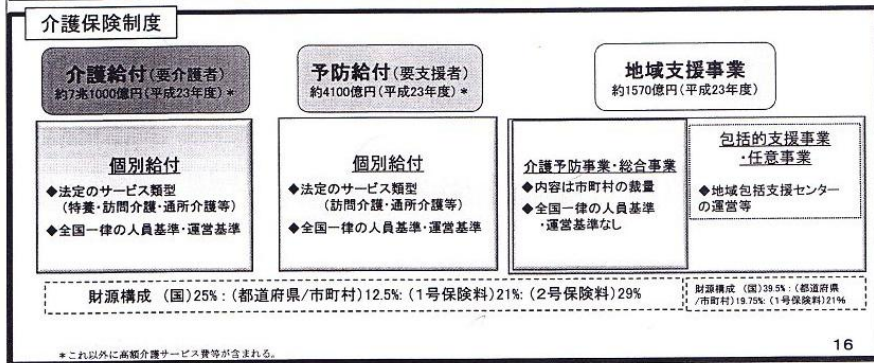 介護保険制度
介護給付(要介護者)
約7兆1000億円(平成23年度)*
予防給付(要支援者)
約4100億円(平成23年度)*
地域支援事業
約1570億円(平成23年度)
個別給付
◆法定のサービス類型
(特養・訪問介護・通所介護等)
◆全国一律の人員基準・運営基準
個別給付
◆法定のサービス類型
(訪問介護・通所介護等)
◆全国一律の人員基準・運営基準
介護予防事業・総合事業
◆内容は市町村の裁量
◆全国一律の人員基準
・運営基準なし
包括的支援事業
・任意事業
◆地域包括支援センター
の運営等
財源構成 (国)25%:(都道府県/市町村)12.5%:(1号保険料)21%:(2号保険料)29%
財源構成 (国)39.5%:(都道府県
/市町村)19.75%:(1号保険料)21%
*これ以外に高額介護サービス費等が含まれる。
16